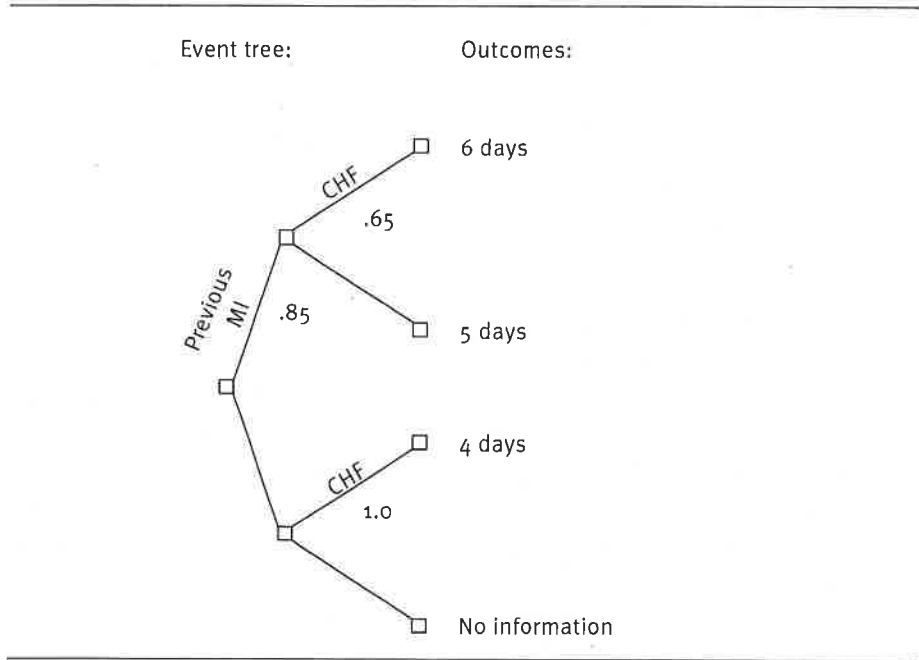 Event tree:
Outcomes:
6 days
CHF
.65
Previous
MI
.85
5 days
4 days
CHF
1.0
No information